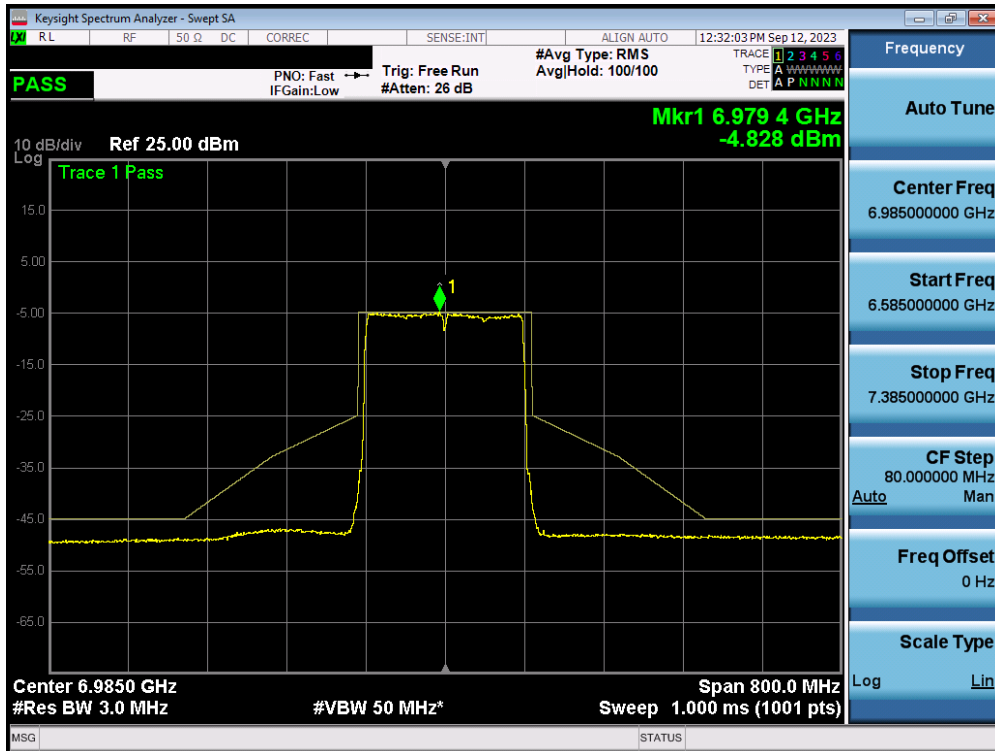 Keysight Spectrum Analyzer - Swept SA
LXI RL RF 50 Ω DC CORREC SENSE:INT ALIGN AUTO 12:32:03 PM Sep 12, 2023
PASS
PNO: Fast
IFGain:Low
Trig: Free Run
#Atten: 26 dB
#Avg Type: RMS
Avg|Hold: 100/100
TRACE 1 2 3 4 5 6
TYPE A WWWWW
DET A P N N N N
Mkr1 6.979 4 GHz
-4.828 dBm
10 dB/div Ref 25.00 dBm
Log
Trace 1 Pass
15.0
5.00
1
-5.00
-15.0
-25.0
-35.0
-45.0
-55.0
-65.0
Center 6.9850 GHz Span 800.0 MHz
#Res BW 3.0 MHz #VBW 50 MHz* Sweep 1.000 ms (1001 pts)
MSG STATUS
Frequency
Auto Tune
Center Freq
6.985000000 GHz
Start Freq
6.585000000 GHz
Stop Freq
7.385000000 GHz
CF Step
80.000000 MHz
Auto Man
Freq Offset
0 Hz
Scale Type
Log Lin